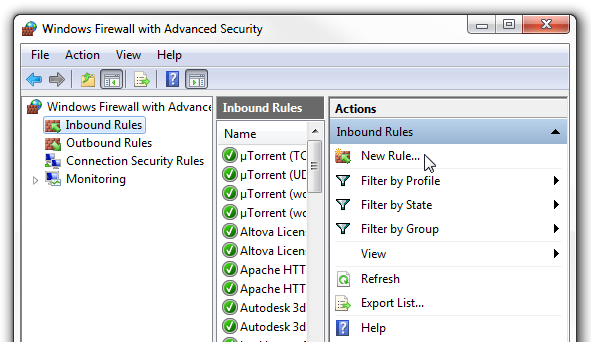 Windows Firewall with Advanced Security
File Action View Help
Windows Firewall with Advance
Inbound Rules
Outbound Rules
Connection Security Rules
Monitoring
Inbound Rules
Name
µTorrent (TC
µTorrent (UD
µTorrent (wo
µTorrent (wo
Altova Licens
Altova Licens
Apache HTT
Apache HTT
Autodesk 3d
Autodesk 3d
Actions
Inbound Rules
New Rule...
Filter by Profile
Filter by State
Filter by Group
View
Refresh
Export List...
Help